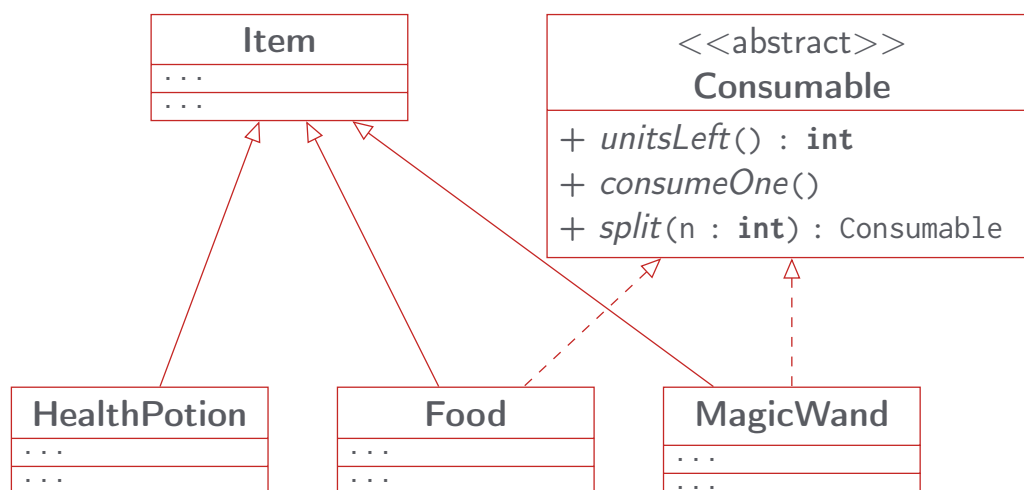 Item
...
...
<<abstract>>
Consumable
+ unitsLeft() : int
+ consumeOne()
+ split(n : int) : Consumable
HealthPotion
...
...
Food
...
...
MagicWand
...
...